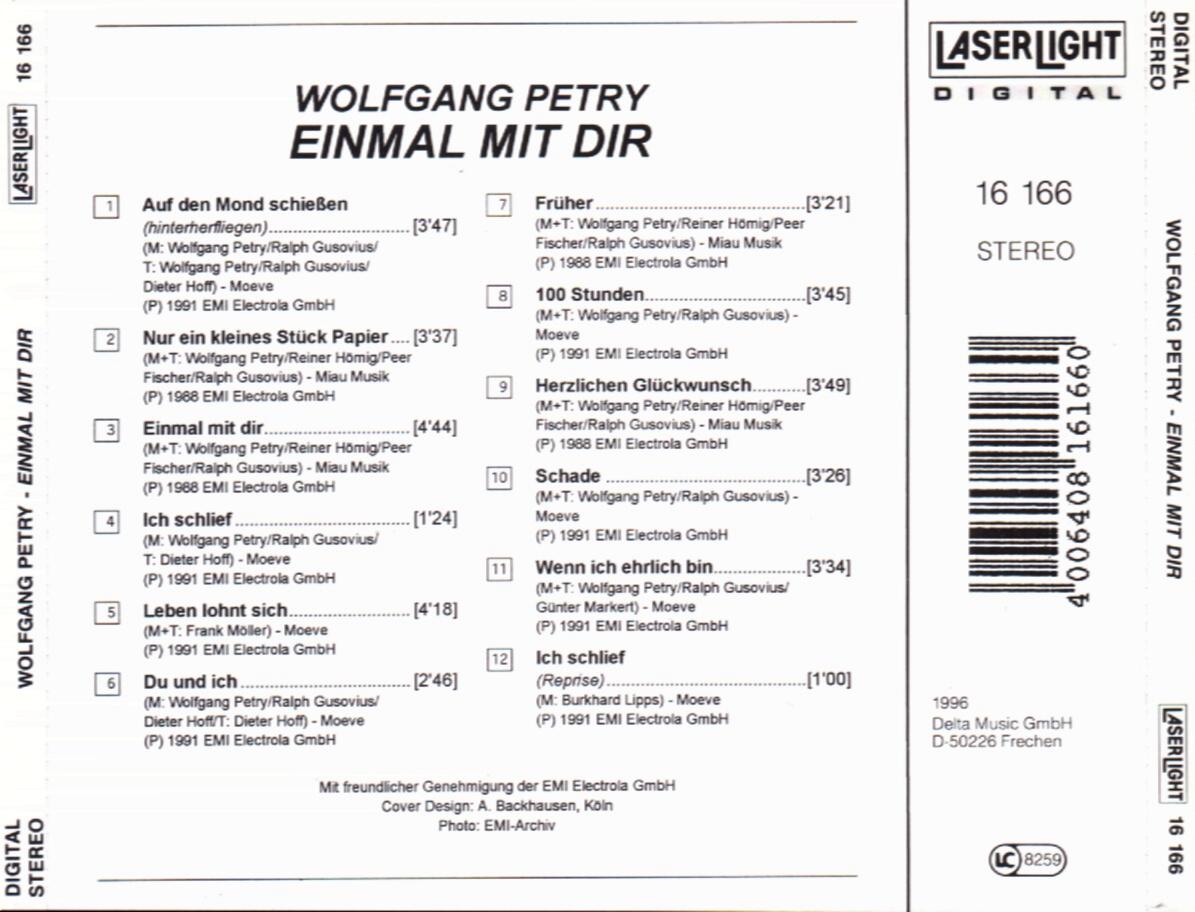 16 166
LASERLIGHT
WOLFGANG PETRY - EINMAL MIT DIR
DIGITAL
STEREO
WOLFGANG PETRY
EINMAL MIT DIR
1 Auf den Mond schießen
(hinterherfliegen)..............................[3'47]
(M: Wolfgang Petry/Ralph Gusovius/
T: Wolfgang Petry/Ralph Gusovius/
Dieter Hoff) - Moeve
(P) 1991 EMI Electrola GmbH
2 Nur ein kleines Stück Papier....[3'37]
(M+T: Wolfgang Petry/Reiner Hömig/Peer
Fischer/Ralph Gusovius) - Miau Musik
(P) 1988 EMI Electrola GmbH
3 Einmal mit dir..............................[4'44]
(M+T: Wolfgang Petry/Reiner Hömig/Peer
Fischer/Ralph Gusovius) - Miau Musik
(P) 1988 EMI Electrola GmbH
4 Ich schlief....................................[1'24]
(M: Wolfgang Petry/Ralph Gusovius/
T: Dieter Hoff) - Moeve
(P) 1991 EMI Electrola GmbH
5 Leben lohnt sich.........................[4'18]
(M+T: Frank Möller) - Moeve
(P) 1991 EMI Electrola GmbH
6 Du und ich...................................[2'46]
(M: Wolfgang Petry/Ralph Gusovius/
Dieter Hoff/T: Dieter Hoff) - Moeve
(P) 1991 EMI Electrola GmbH
7 Früher...........................................[3'21]
(M+T: Wolfgang Petry/Reiner Hömig/Peer
Fischer/Ralph Gusovius) - Miau Musik
(P) 1988 EMI Electrola GmbH
8 100 Stunden.................................[3'45]
(M+T: Wolfgang Petry/Ralph Gusovius) -
Moeve
(P) 1991 EMI Electrola GmbH
9 Herzlichen Glückwunsch...........[3'49]
(M+T: Wolfgang Petry/Reiner Hömig/Peer
Fischer/Ralph Gusovius) - Miau Musik
(P) 1988 EMI Electrola GmbH
10 Schade .........................................[3'26]
(M+T: Wolfgang Petry/Ralph Gusovius) -
Moeve
(P) 1991 EMI Electrola GmbH
11 Wenn ich ehrlich bin...................[3'34]
(M+T: Wolfgang Petry/Ralph Gusovius/
Günter Markert) - Moeve
(P) 1991 EMI Electrola GmbH
12 Ich schlief
(Reprise)..........................................[1'00]
(M: Burkhard Lipps) - Moeve
(P) 1991 EMI Electrola GmbH
Mit freundlicher Genehmigung der EMI Electrola GmbH
Cover Design: A. Backhausen, Köln
Photo: EMI-Archiv
LASERLIGHT
DIGITAL
16 166
STEREO
4 006408 161660
1996
Delta Music GmbH
D-50226 Frechen
LC 8259
DIGITAL
STEREO
WOLFGANG PETRY - EINMAL MIT DIR
LASERLIGHT
16 166